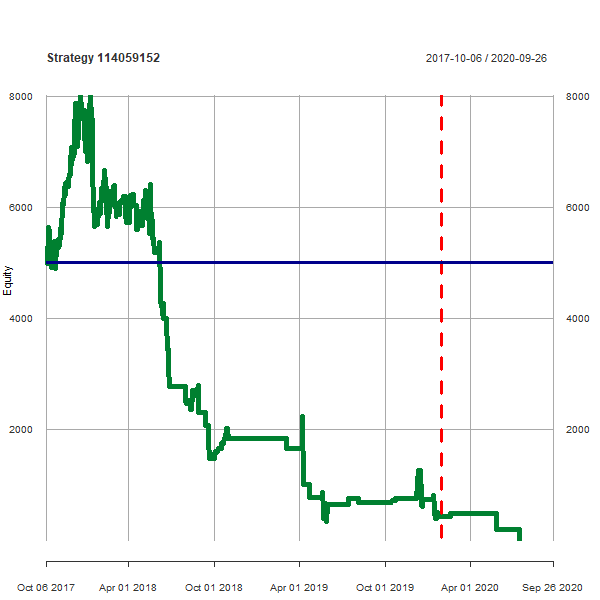 Strategy 114059152
2017-10-06 / 2020-09-26
8000
8000
6000
6000
Equity
4000
4000
2000
2000
Oct 06 2017
Apr 01 2018
Oct 01 2018
Apr 01 2019
Oct 01 2019
Apr 01 2020
Sep 26 2020